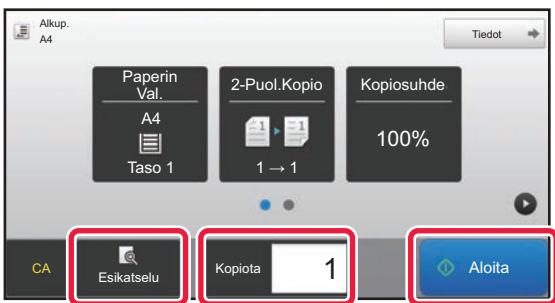 Alkup.
A4
Tiedot
Paperin
Val.
A4
Taso 1
2-Puol.Kopio
1 → 1
Kopiosuhde
100%
CA
Esikatselu
Kopiota
1
Aloita